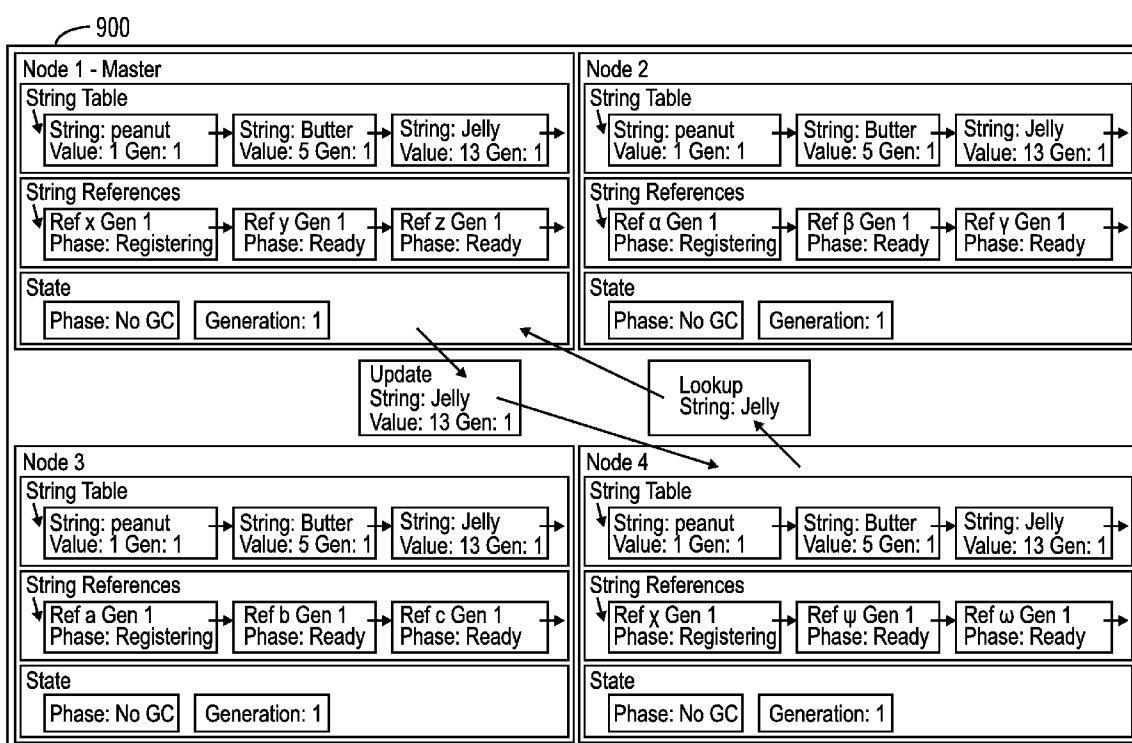 900
Node 1 - Master
String Table
String: peanut
Value: 1 Gen: 1
String: Butter
Value: 5 Gen: 1
String: Jelly
Value: 13 Gen: 1
String References
Ref x Gen 1
Phase: Registering
Ref y Gen 1
Phase: Ready
Ref z Gen 1
Phase: Ready
State
Phase: No GC
Generation: 1
Node 2
String Table
String: peanut
Value: 1 Gen: 1
String: Butter
Value: 5 Gen: 1
String: Jelly
Value: 13 Gen: 1
String References
Ref α Gen 1
Phase: Registering
Ref β Gen 1
Phase: Ready
Ref γ Gen 1
Phase: Ready
State
Phase: No GC
Generation: 1
Update
String: Jelly
Value: 13 Gen: 1
Lookup
String: Jelly
Node 3
String Table
String: peanut
Value: 1 Gen: 1
String: Butter
Value: 5 Gen: 1
String: Jelly
Value: 13 Gen: 1
String References
Ref a Gen 1
Phase: Registering
Ref b Gen 1
Phase: Ready
Ref c Gen 1
Phase: Ready
State
Phase: No GC
Generation: 1
Node 4
String Table
String: peanut
Value: 1 Gen: 1
String: Butter
Value: 5 Gen: 1
String: Jelly
Value: 13 Gen: 1
String References
Ref χ Gen 1
Phase: Registering
Ref ψ Gen 1
Phase: Ready
Ref ω Gen 1
Phase: Ready
State
Phase: No GC
Generation: 1